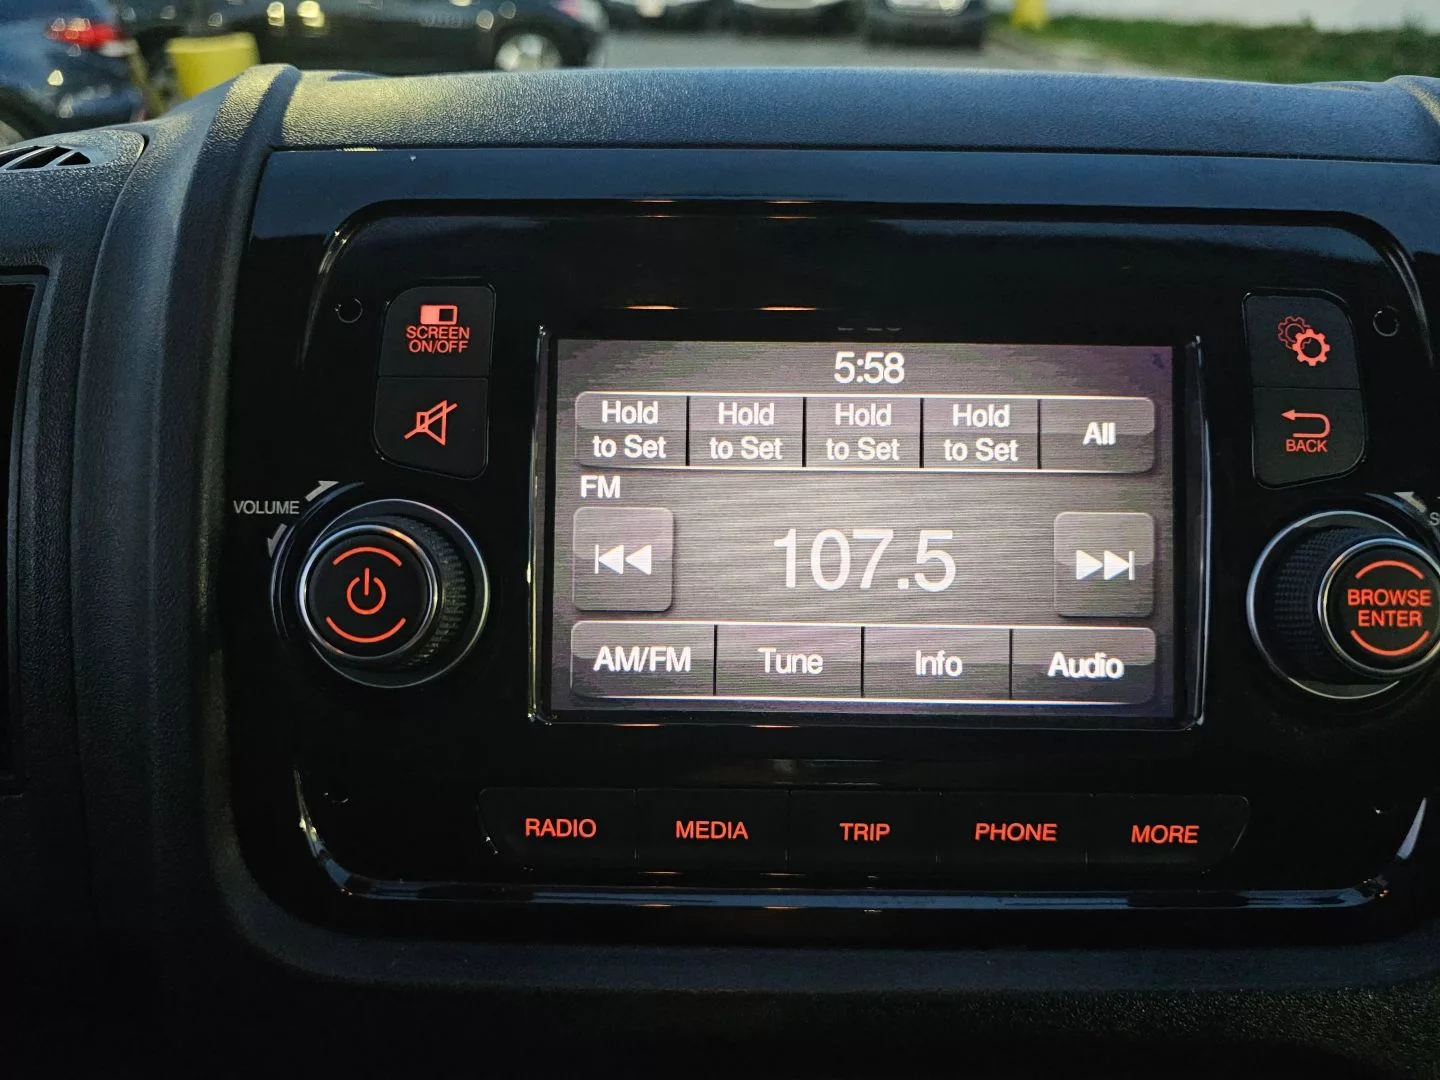 SCREEN
ON/OFF
5:58
Hold to Set
Hold to Set
Hold to Set
Hold to Set
All
BACK
FM
VOLUME
107.5
BROWSE
ENTER
AM/FM
Tune
Info
Audio
RADIO
MEDIA
TRIP
PHONE
MORE